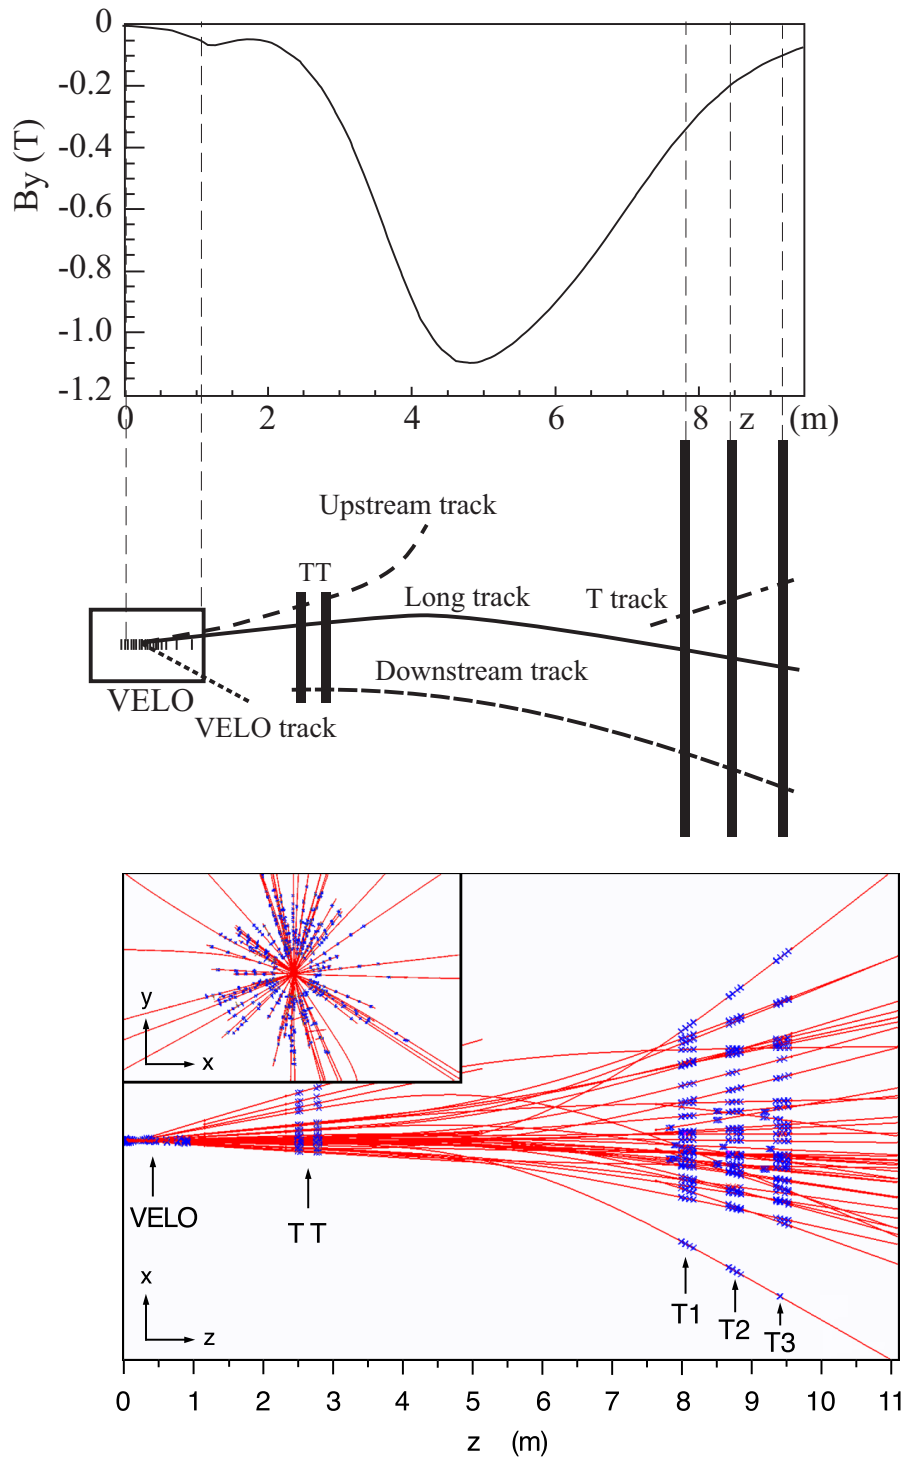 0
-0.2
-0.4
-0.6
-0.8
-1.0
-1.2
By (T)
0 2 4 6 8 z (m)
Upstream track
TT
Long track
T track
Downstream track
VELO
VELO track
y
x
VELO
T T
x
z
T1
T2
T3
0 1 2 3 4 5 6 7 8 9 10 11
z (m)